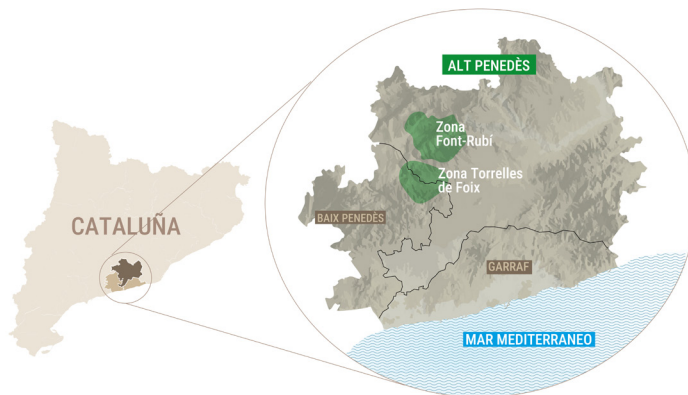 ALT PENEDÈS
Zona
Font-Rubí
Zona Torrelles
de Foix
BAIX PENEDÈS
CATALUÑA
GARRAF
MAR MEDITERRANEO